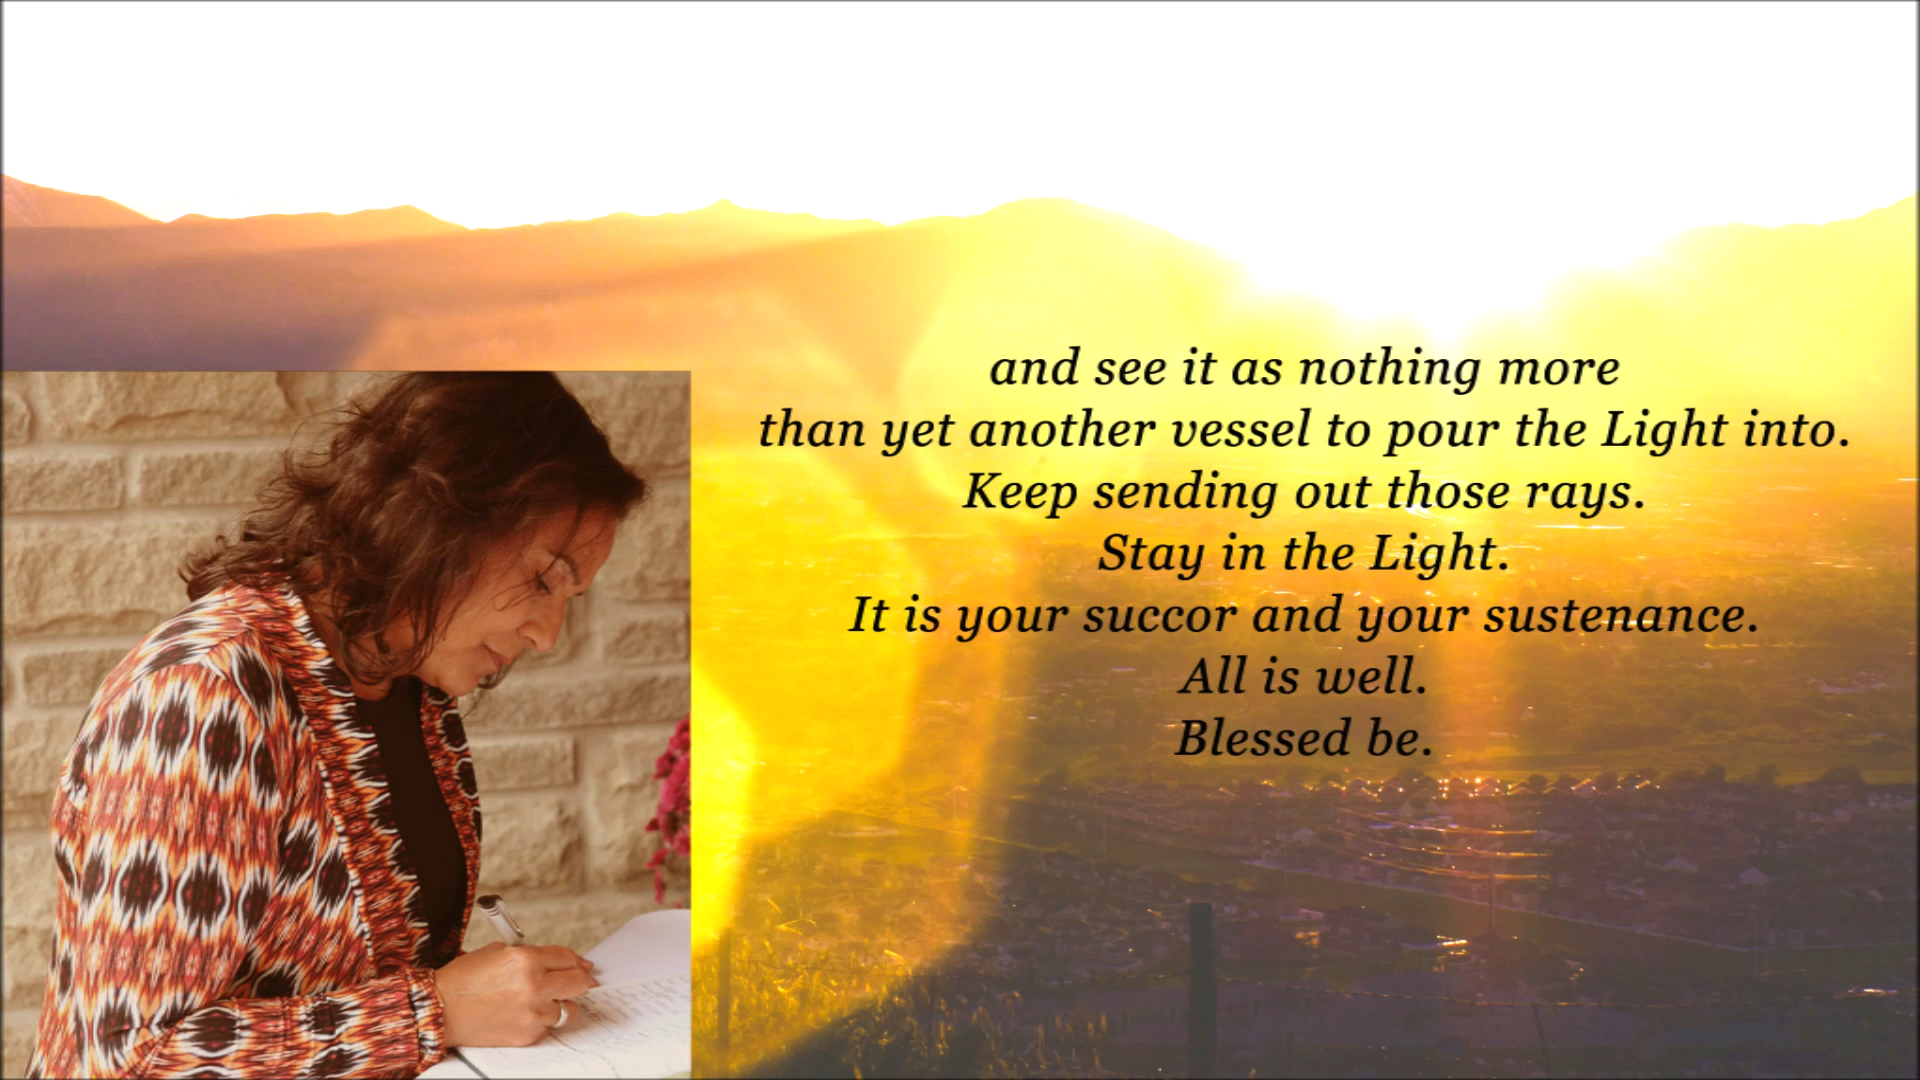 and see it as nothing more
than yet another vessel to pour the Light into.
Keep sending out those rays.
Stay in the Light.
It is your succor and your sustenance.
All is well.
Blessed be.